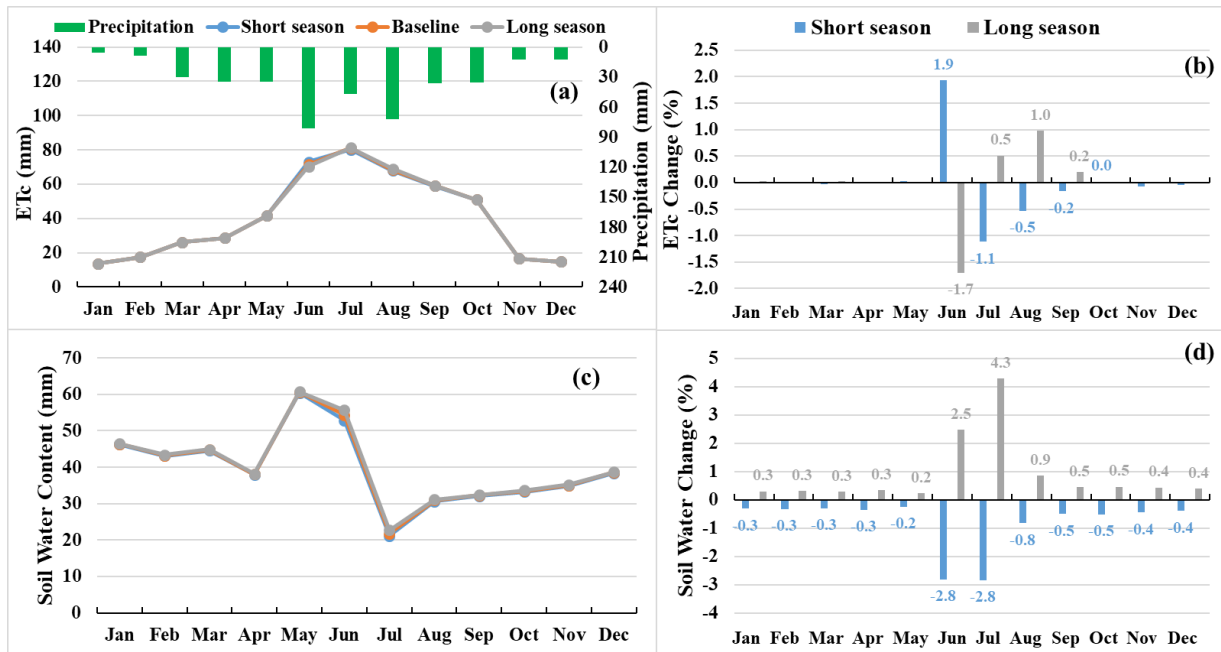 Precipitation Short season Baseline Long season
140 120 100 80 60 40 20 0
ETc (mm)
0 30 60 90 120 150 180 210 240
Precipitation (mm)
(a)
Jan Feb Mar Apr May Jun Jul Aug Sep Oct Nov Dec
Short season Long season
2.5 2.0 1.5 1.0 0.5 0.0 -0.5 -1.0 -1.5 -2.0
ETc Change (%)
(b)
1.9 -1.7 -1.1 0.5 -0.5 1.0 -0.2 0.2 0.0
Jan Feb Mar Apr May Jun Jul Aug Sep Oct Nov Dec
70 60 50 40 30 20 10 0
Soil Water Content (mm)
(c)
Jan Feb Mar Apr May Jun Jul Aug Sep Oct Nov Dec
5 4 3 2 1 0 -1 -2 -3 -4
Soil Water Change (%)
(d)
0.3 0.3 0.3 0.3 0.2 2.5 4.3 0.9 0.5 0.5 0.4 0.4
-0.3 -0.3 -0.3 -0.3 -0.2 -2.8 -2.8 -0.8 -0.5 -0.5 -0.4 -0.4
Jan Feb Mar Apr May Jun Jul Aug Sep Oct Nov Dec